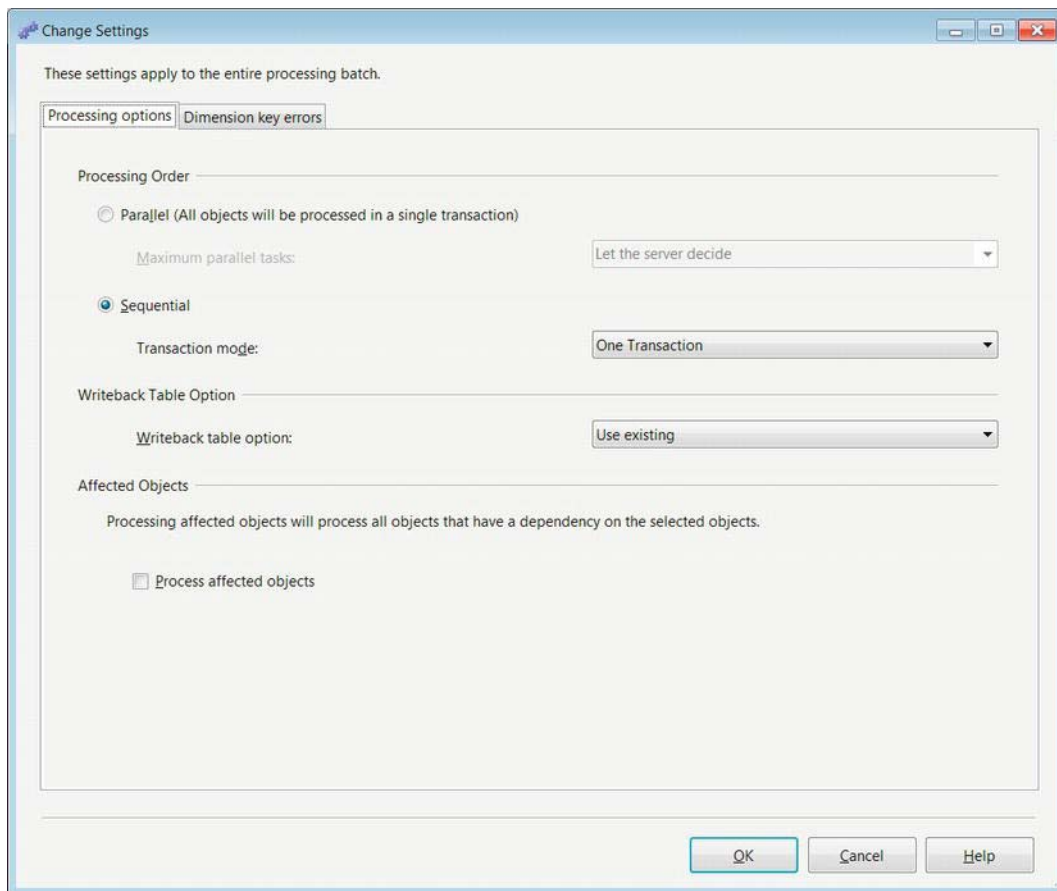 Change Settings
These settings apply to the entire processing batch.
Processing options Dimension key errors
Processing Order
Parallel (All objects will be processed in a single transaction)
Maximum parallel tasks: Let the server decide
Sequential
Transaction mode: One Transaction
Writeback Table Option
Writeback table option: Use existing
Affected Objects
Processing affected objects will process all objects that have a dependency on the selected objects.
Process affected objects
OK Cancel Help